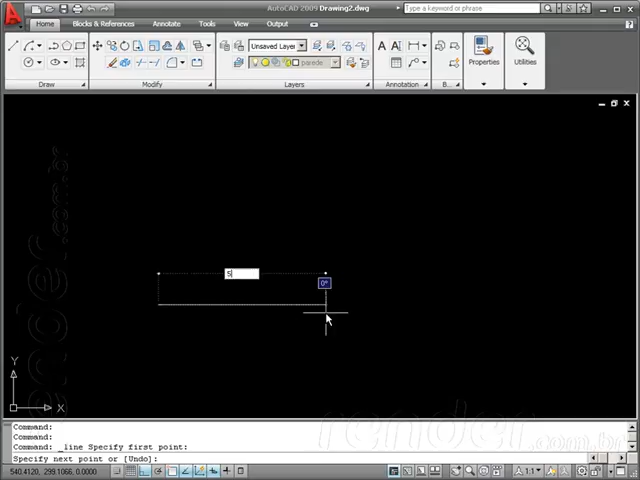 AutoCAD 2009 Drawing2.dwg
Type a keyword or phrase
Home
Blocks & References
Annotate
Tools
View
Output
Unsaved Layer
parede
Draw
Modify
Layers
Annotation
B...
Properties
Utilities
5
0°
ender.com.br
Y
X
render.com.br
Command:
Command:
Command: _line Specify first point:
Specify next point or [Undo]:
540.4120, 299.1066, 0.0000
1:1